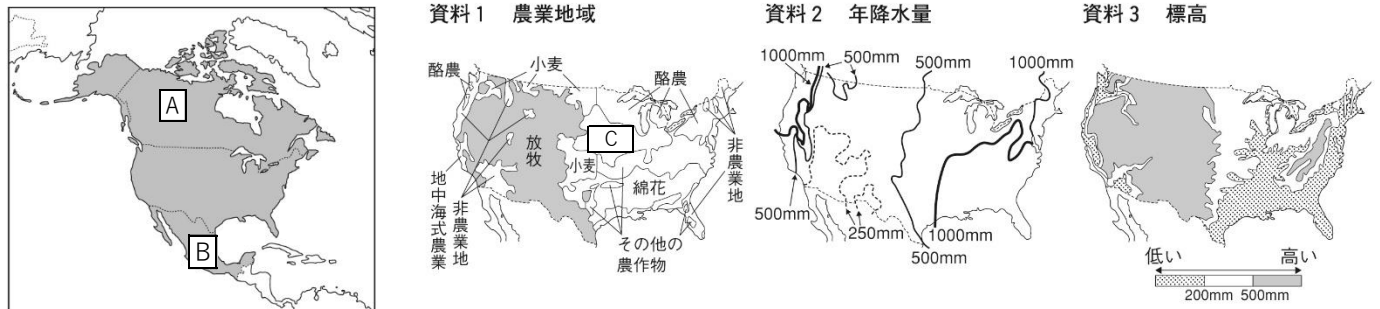 A
B
資料1 農業地域
酪農
小麦
酪農
C
放牧
小麦
綿花
地中海式農業
非農業地
その他の
農作物
非農業地
資料2 年降水量
1000mm
500mm
500mm
1000mm
500mm
250mm
1000mm
500mm
資料3 標高
低い
高い
200mm
500mm